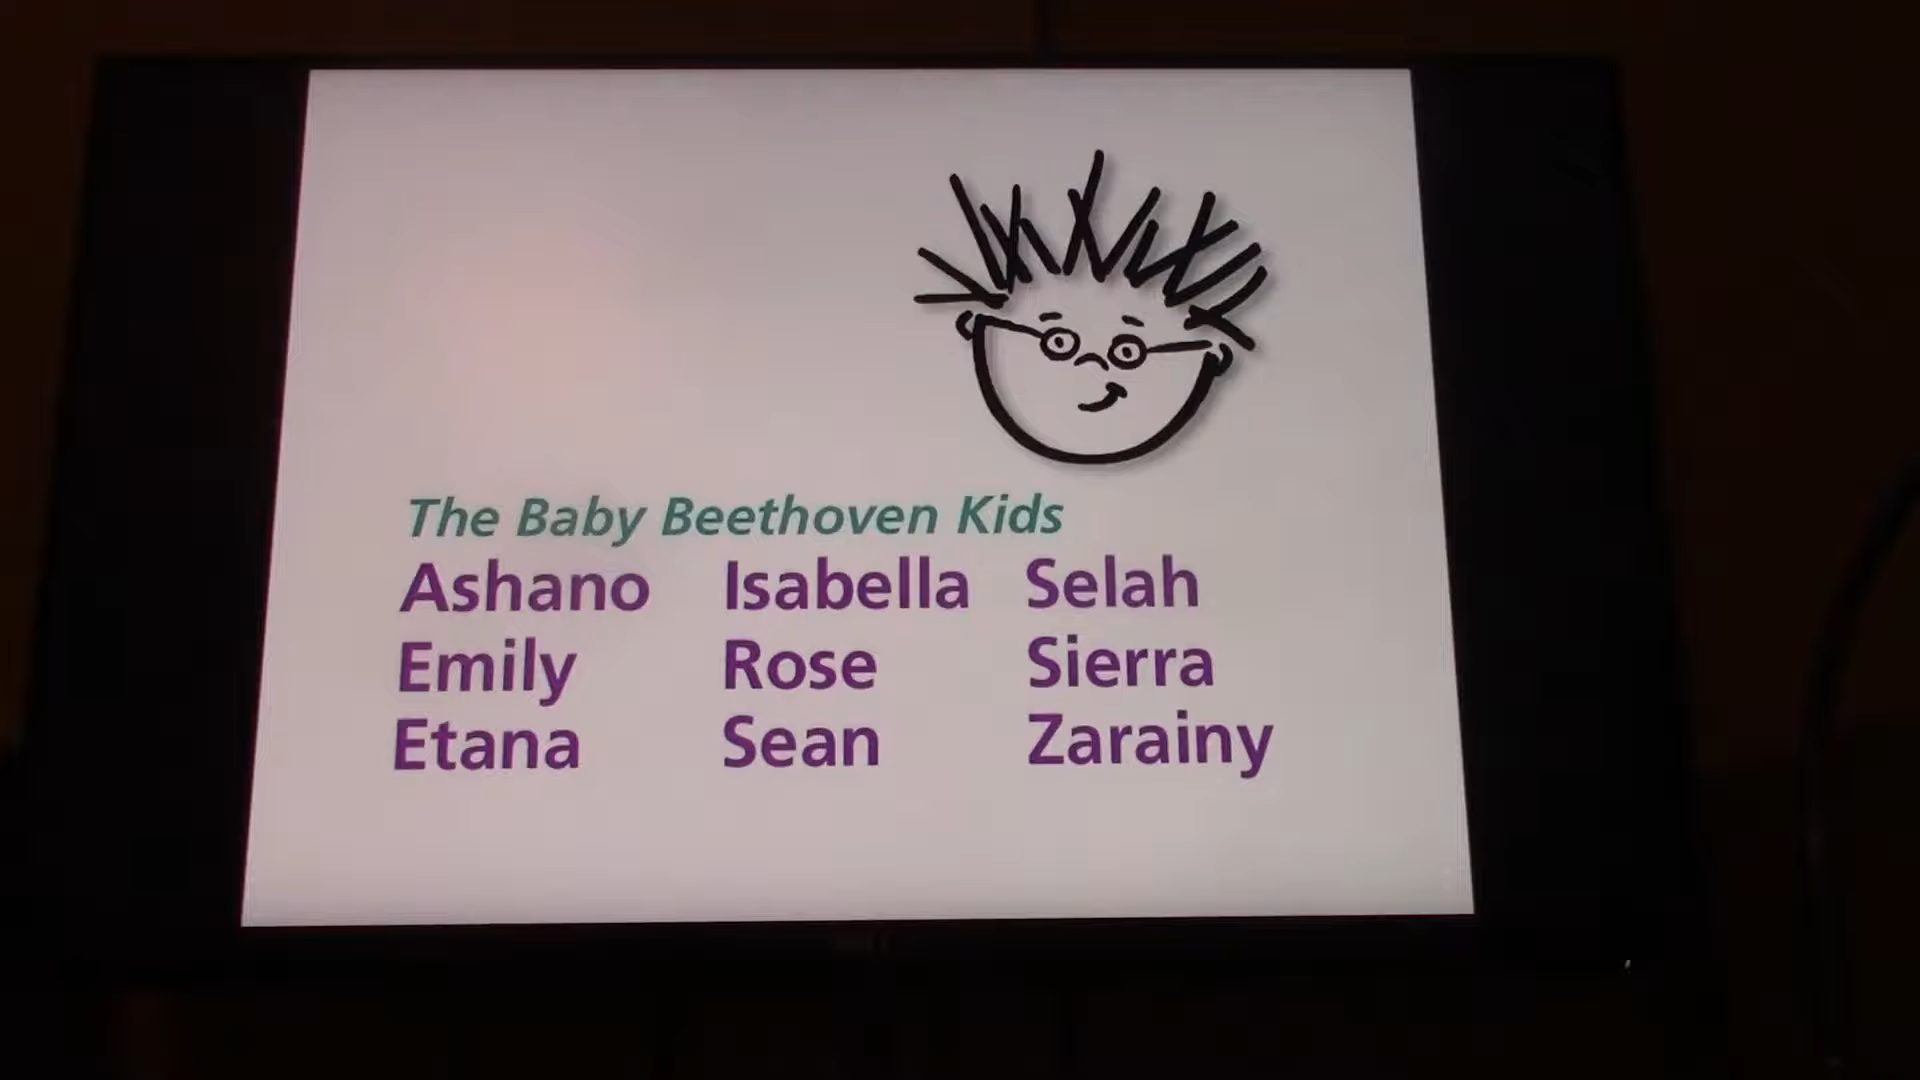 The Baby Beethoven Kids
Ashano Isabella Selah
Emily Rose Sierra
Etana Sean Zarainy